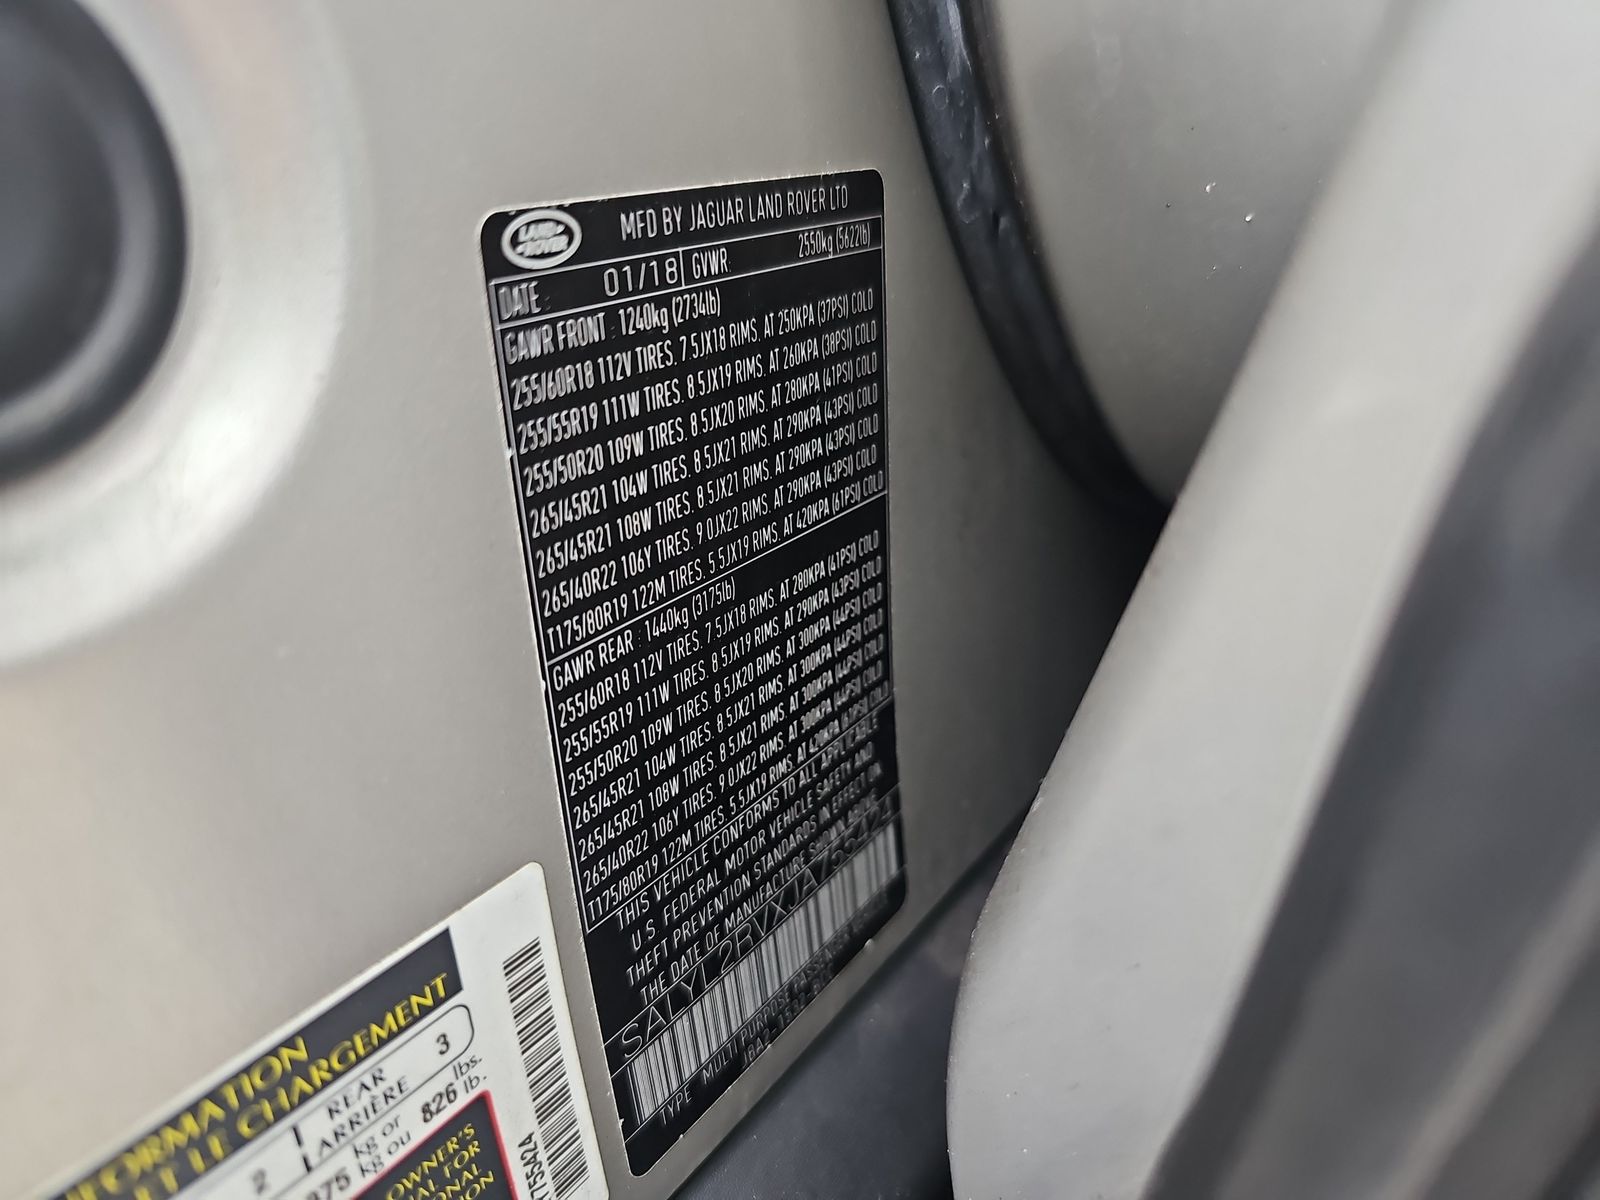 LAND ROVER
MFD BY JAGUAR LAND ROVER LTD
DATE 01/18 GVWR: 2550kg (5622lb)
GAWR FRONT : 1240kg (2734lb)
255/60R18 112V TIRES, 7.5JX18 RIMS, AT 250KPA (37PSI) COLD
255/55R19 111W TIRES, 8.5JX19 RIMS, AT 260KPA (38PSI) COLD
255/50R20 109W TIRES, 8.5JX20 RIMS, AT 280KPA (41PSI) COLD
265/45R21 104W TIRES, 8.5JX21 RIMS, AT 290KPA (43PSI) COLD
265/45R21 108W TIRES, 8.5JX21 RIMS, AT 290KPA (43PSI) COLD
265/40R22 106Y TIRES, 9.0JX22 RIMS, AT 290KPA (43PSI) COLD
T175/80R19 122M TIRES, 5.5JX19 RIMS, AT 420KPA (61PSI) COLD
GAWR REAR : 1440kg (3175lb)
255/60R18 112V TIRES, 7.5JX18 RIMS, AT 280KPA (41PSI) COLD
255/55R19 111W TIRES, 8.5JX19 RIMS, AT 290KPA (43PSI) COLD
255/50R20 109W TIRES, 8.5JX20 RIMS, AT 300KPA (44PSI) COLD
265/45R21 104W TIRES, 8.5JX21 RIMS, AT 300KPA (44PSI) COLD
265/45R21 108W TIRES, 8.5JX21 RIMS, AT 300KPA (44PSI) COLD
265/40R22 106Y TIRES, 9.0JX22 RIMS, AT 300KPA (44PSI) COLD
T175/80R19 122M TIRES, 5.5JX19 RIMS, AT 420KPA (61PSI) COLD
THIS VEHICLE CONFORMS TO ALL APPLICABLE
U.S. FEDERAL MOTOR VEHICLE SAFETY AND
THEFT PREVENTION STANDARDS IN EFFECT ON
THE DATE OF MANUFACTURE SHOWN ABOVE
SALYL2RVXJA755424
TYPE MULTI PURPOSE PASSENGER
LE CHARGEMENT
2 REAR ARRIÈRE 3
kg or 826 lbs.
kg ou lb.
OWNER'S
FOR
755424